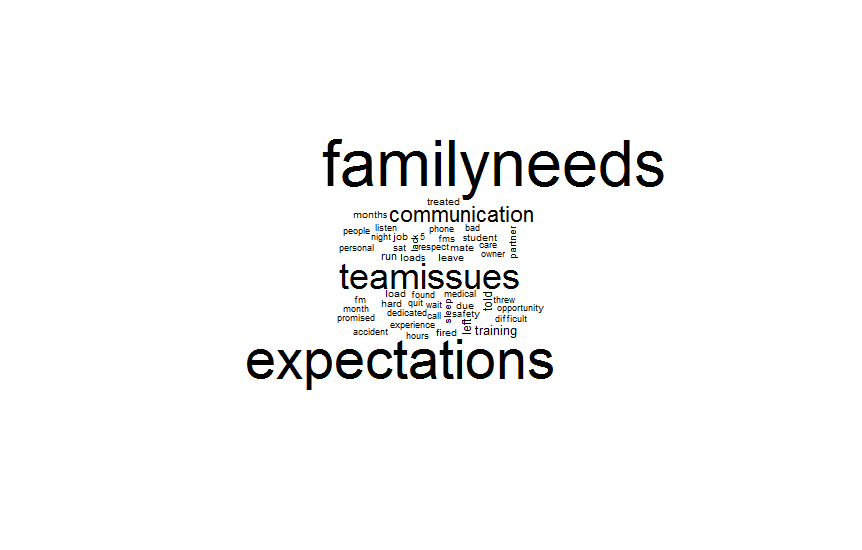 familyneeds
treated
months communication
people listen phone bad
night job lack 5 fms student partner
personal sat respect mate care
run loads leave owner
teamissues
load found medical told
fm hard quit wait sleep due threw
month dedicated call safety left opportunity
promised experience difficult
accident hours fired training
expectations